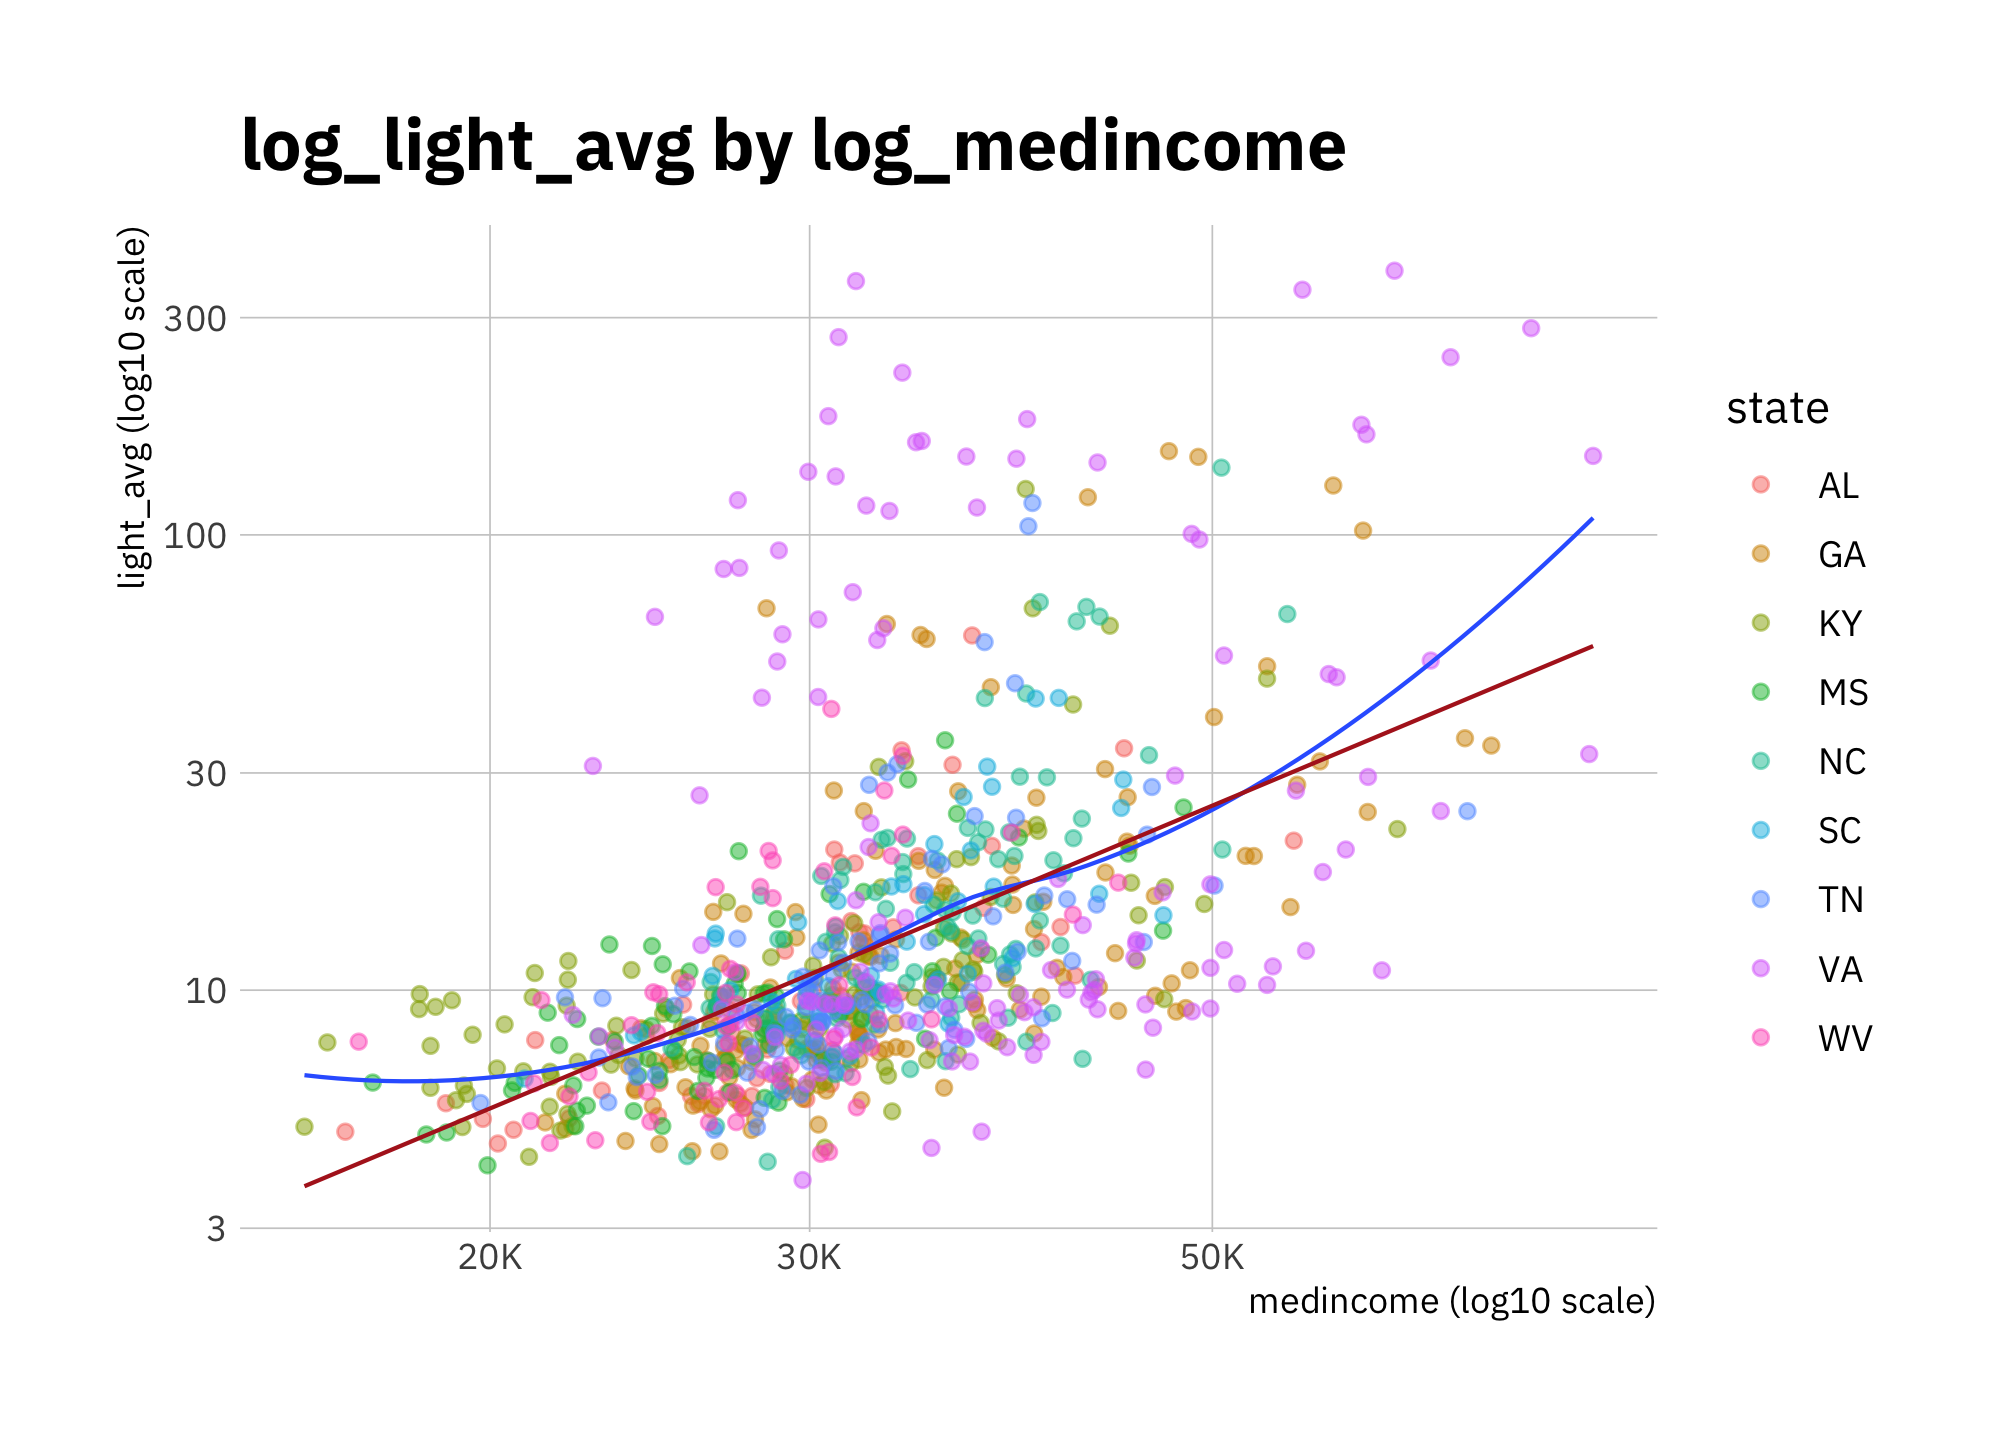 log_light_avg by log_medincome
light_avg (log10 scale)
300
100
30
10
3
20K
30K
50K
medincome (log10 scale)
state
AL
GA
KY
MS
NC
SC
TN
VA
WV